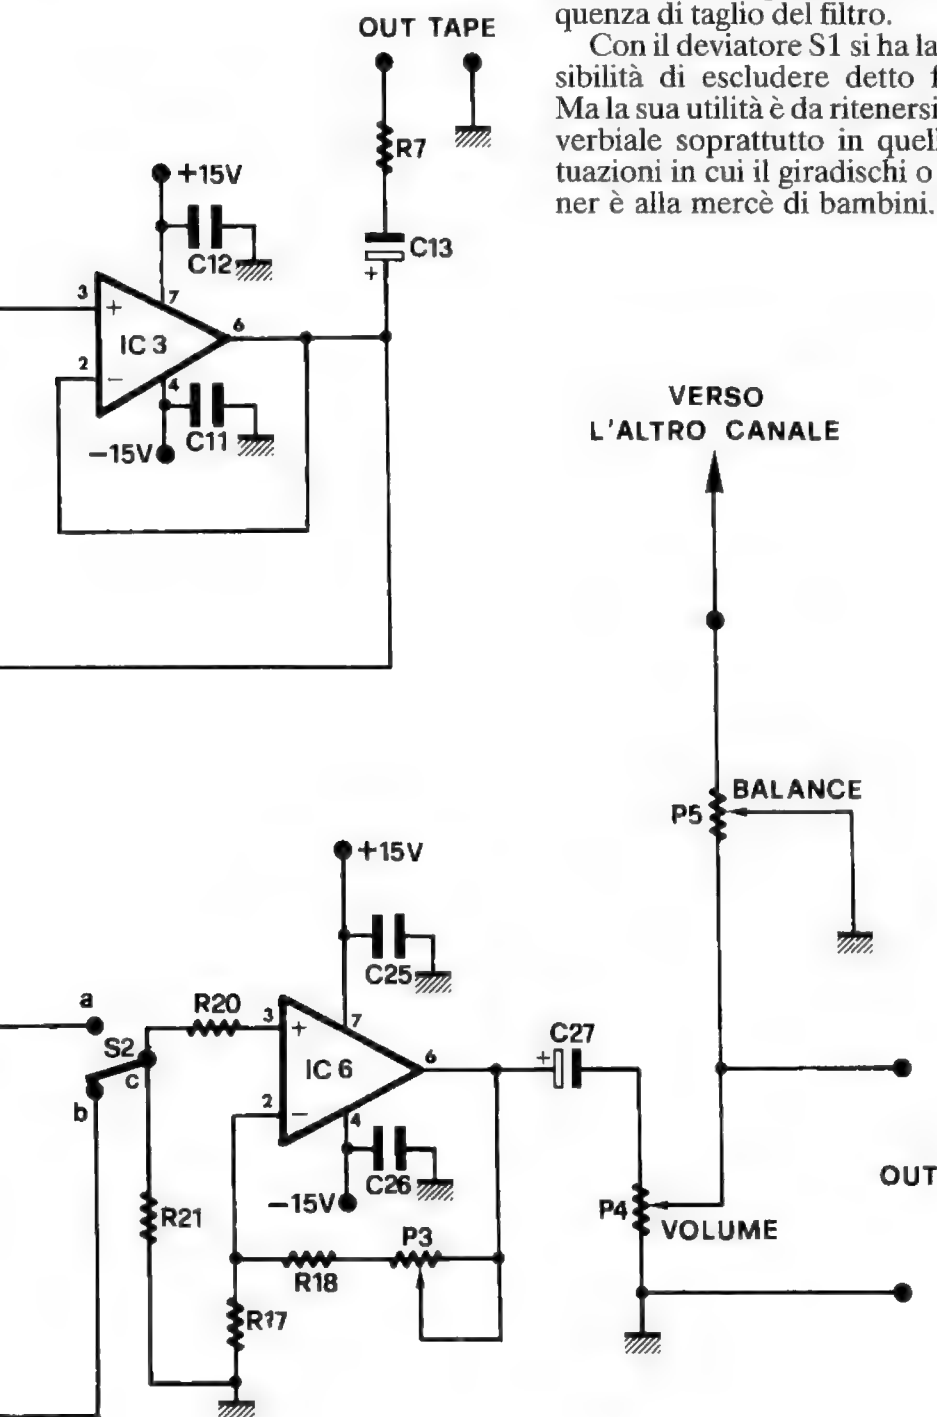 quenza di taglio del filtro.
Con il deviatore S1 si ha la
sibilità di escludere detto
Ma la sua utilità è da ritenersi
verbiale soprattutto in quel
tuazioni in cui il giradischi o
ner è alla mercè di bambini.
OUT TAPE
R7
+15V
C12
C13
+
3
+
7
IC 3
6
2
−
4
C11
−15V
VERSO
L'ALTRO CANALE
BALANCE
P5
+15V
C25
a
R20
3
+
7
S2
c
b
IC 6
6
+
C27
2
−
4
C26
−15V
OUT
R21
P4
VOLUME
P3
R18
R17